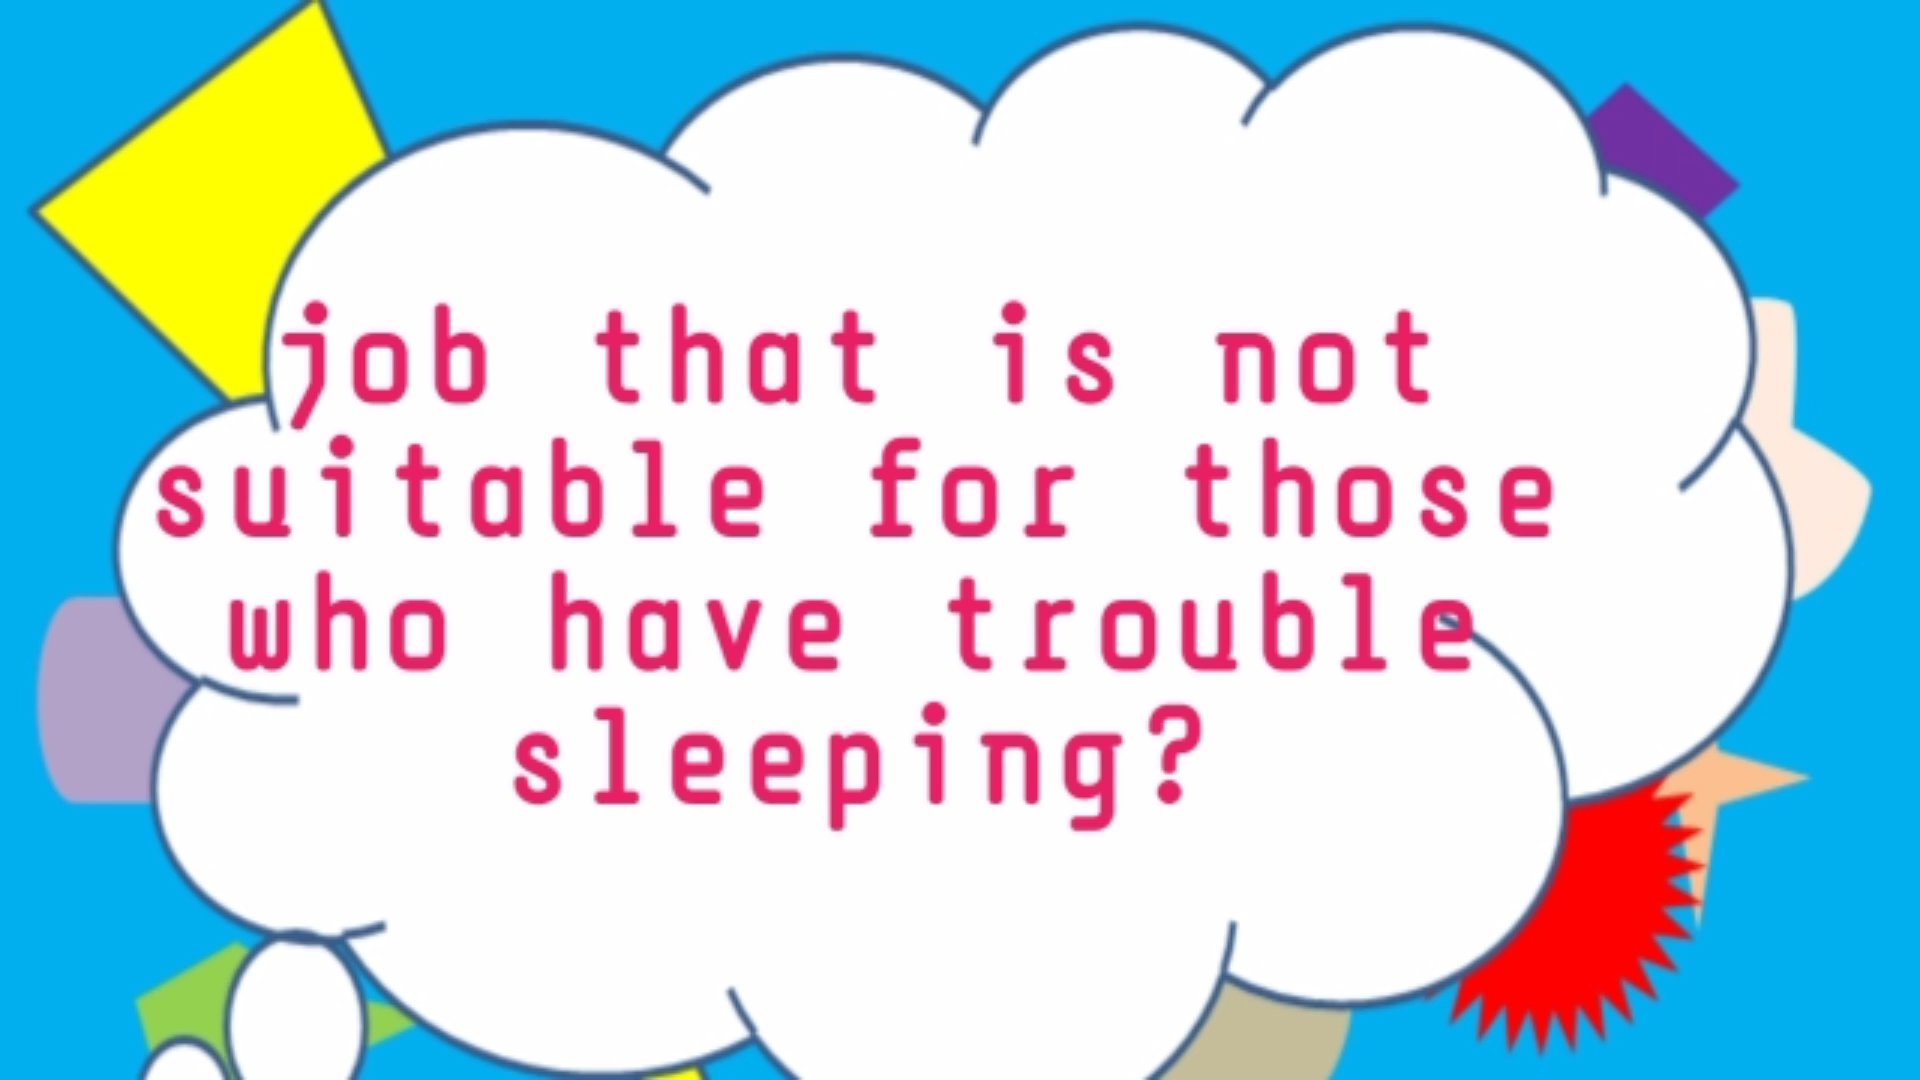 job that is not
suitable for those
who have trouble
sleeping?